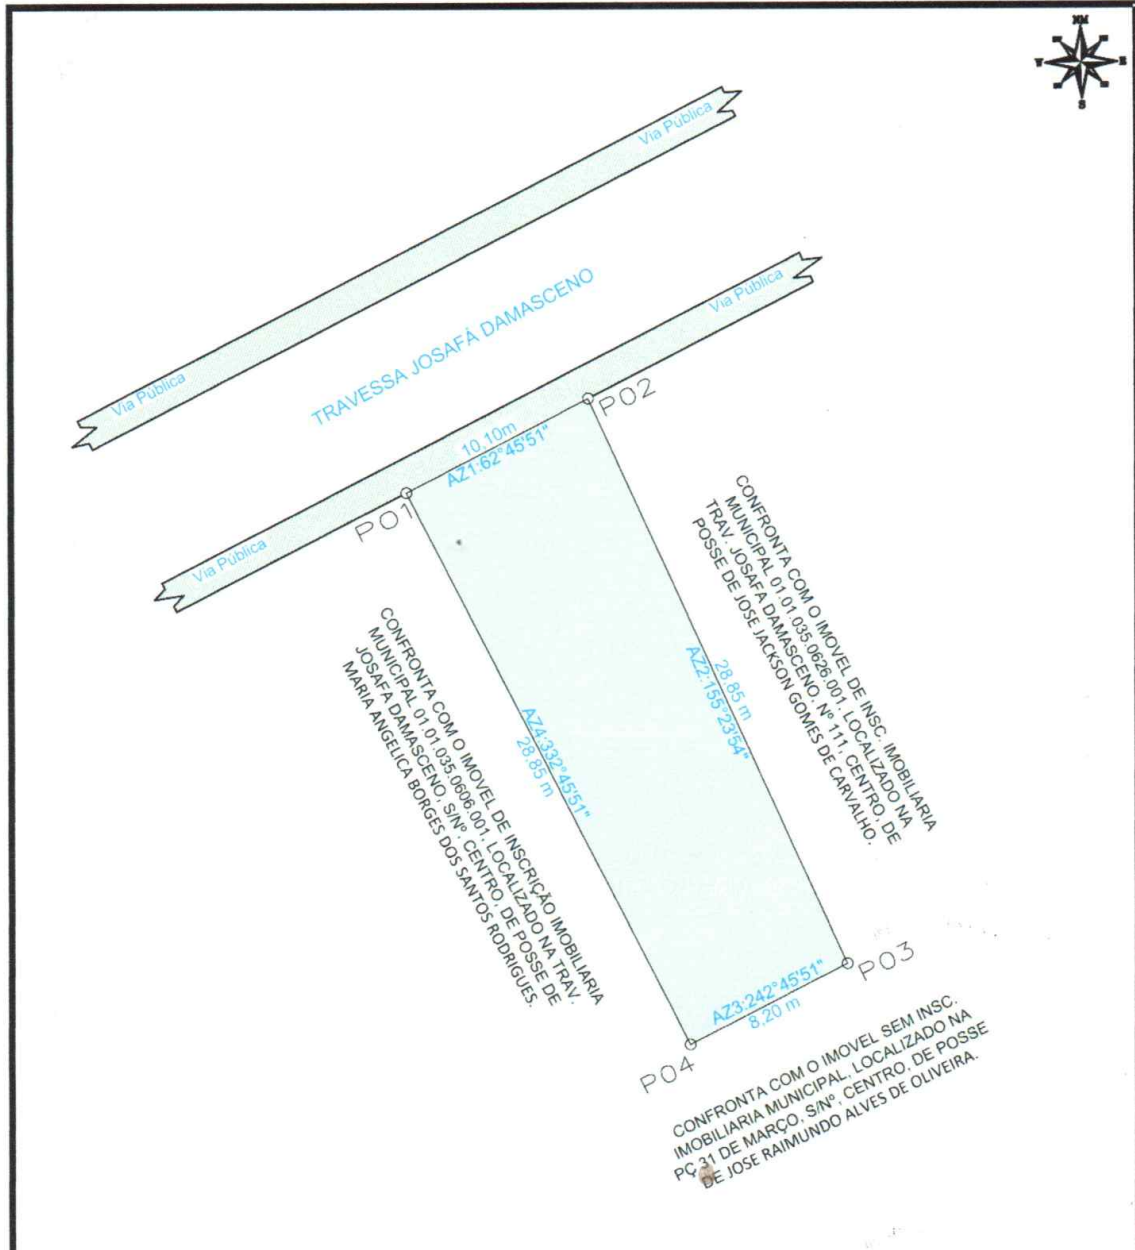 NM
W E
S
Via Pública
TRAVESSA JOSAFÁ DAMASCENO
Via Pública
Via Pública
Via Pública
P02
10,10m
AZ1:62°45'51"
P01
CONFRONTA COM O IMOVEL DE INSC. IMOBILIARIA
MUNICIPAL 01.01.035.0626.001, LOCALIZADO NA
TRAV. JOSAFA DAMASCENO, Nº 111, CENTRO, DE
POSSE DE JOSE JACKSON GOMES DE CARVALHO.
28,85 m
AZ2:155°23'54"
CONFRONTA COM O IMOVEL DE INSCRIÇÃO IMOBILIARIA
MUNICIPAL 01.01.035.0606.001, LOCALIZADO NA TRAV.
JOSAFA DAMASCENO, S/Nº, CENTRO, DE POSSE DE
MARIA ANGELICA BORGES DOS SANTOS RODRIGUES.
AZ4:332°45'51"
28,85 m
P03
AZ3:242°45'51"
8,20 m
P04
CONFRONTA COM O IMOVEL SEM INSC.
IMOBILIARIA MUNICIPAL, LOCALIZADO NA
PÇ 31 DE MARÇO, S/Nº, CENTRO, DE POSSE
DE JOSE RAIMUNDO ALVES DE OLIVEIRA.